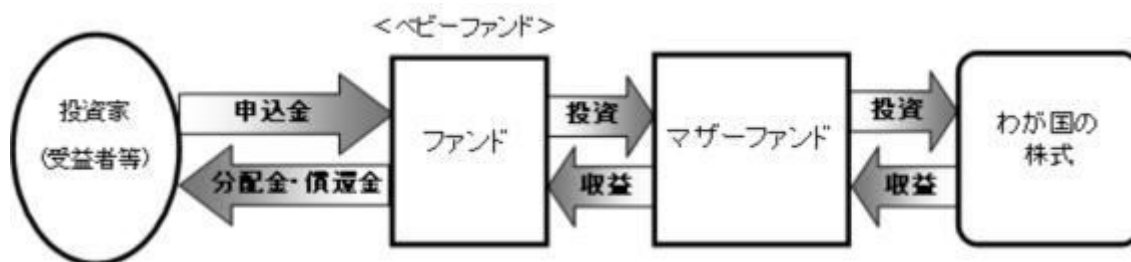 <ベビーファンド>
投資家
(受益者等)
申込金
分配金・償還金
ファンド
投資
収益
マザーファンド
投資
収益
わが国の
株式